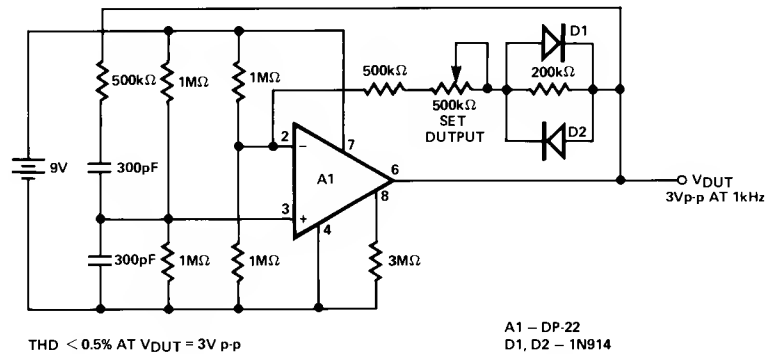 D1
500kΩ
1MΩ
1MΩ
500kΩ
500kΩ
SET
DUTPUT
200kΩ
D2
9V
300pF
2
−
7
A1
6
VDUT
3Vp-p AT 1kHz
3
+
4
8
300pF
1MΩ
1MΩ
3MΩ
THD < 0.5% AT VDUT = 3V p-p
A1 – DP-22
D1, D2 – 1N914